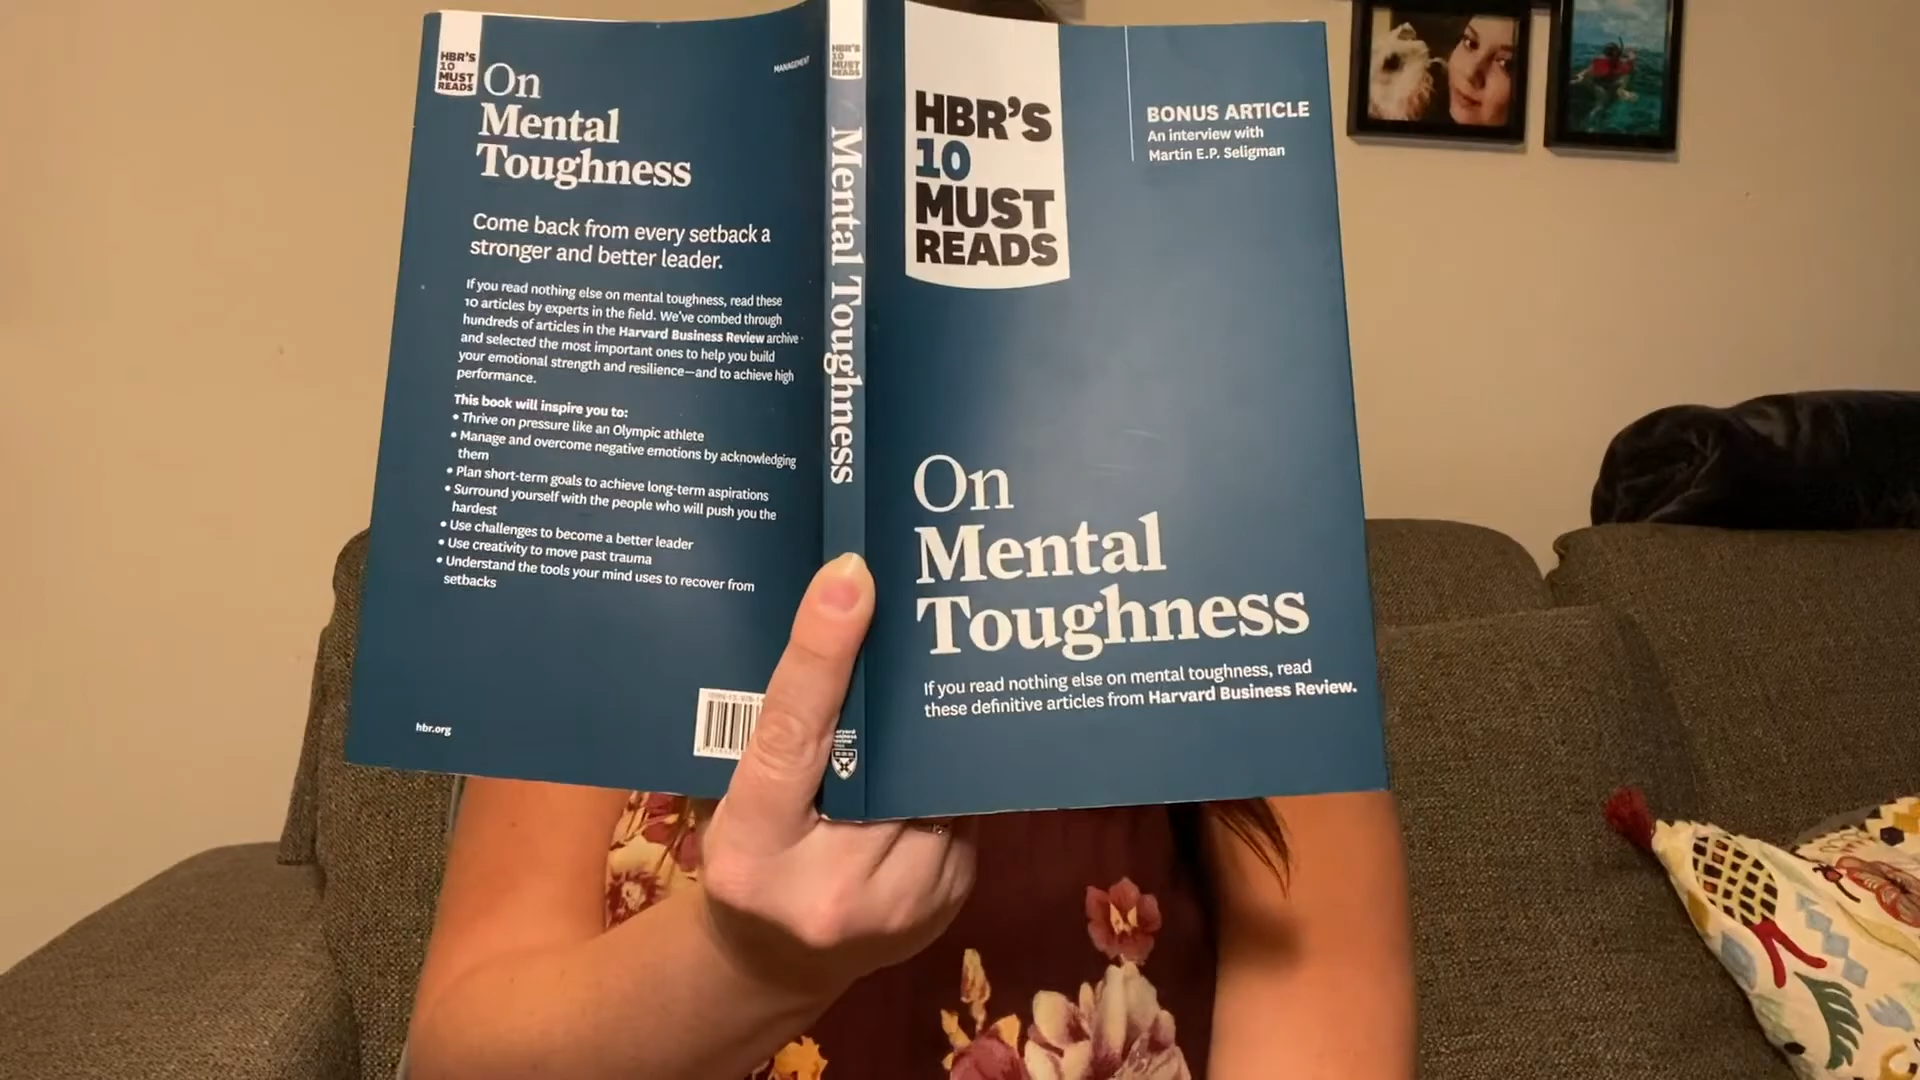 HBR'S
10
MUST
READS
On
Mental
Toughness
MANAGEMENT
Come back from every setback a
stronger and better leader.
If you read nothing else on mental toughness, read these
10 articles by experts in the field. We've combed through
hundreds of articles in the Harvard Business Review archive
and selected the most important ones to help you build
your emotional strength and resilience—and to achieve high
performance.
This book will inspire you to:
• Thrive on pressure like an Olympic athlete
• Manage and overcome negative emotions by acknowledging
them
• Plan short-term goals to achieve long-term aspirations
• Surround yourself with the people who will push you the
hardest
• Use challenges to become a better leader
• Use creativity to move past trauma
• Understand the tools your mind uses to recover from
setbacks
hbr.org
HBR'S
10
MUST
READS
Mental Toughness
HBR'S
10
MUST
READS
BONUS ARTICLE
An interview with
Martin E.P. Seligman
On
Mental
Toughness
If you read nothing else on mental toughness, read
these definitive articles from Harvard Business Review.